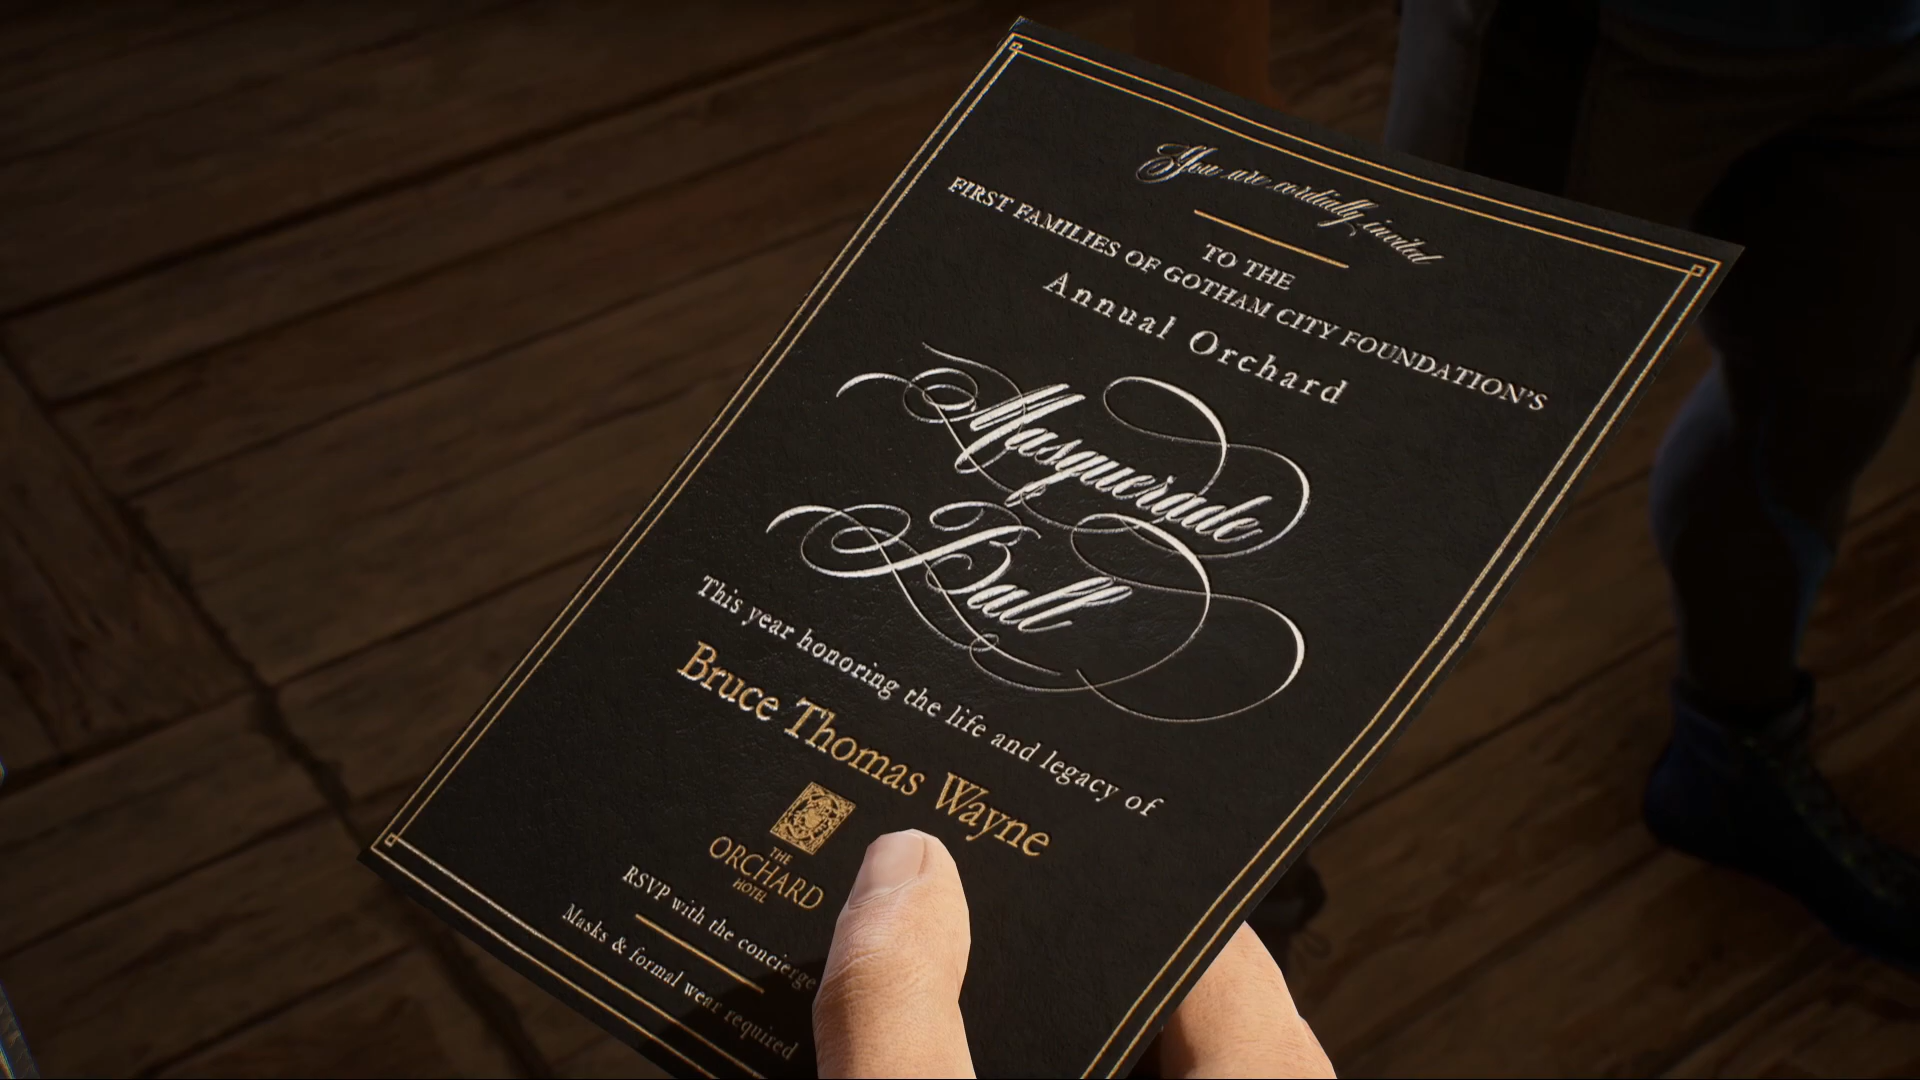 You are cordially invited
TO THE
FIRST FAMILIES OF GOTHAM CITY FOUNDATION'S
Annual Orchard
Masquerade
Ball
This year honoring the life and legacy of
Bruce Thomas Wayne
THE
ORCHARD
HOTEL
RSVP with the concierge
Masks & formal wear required